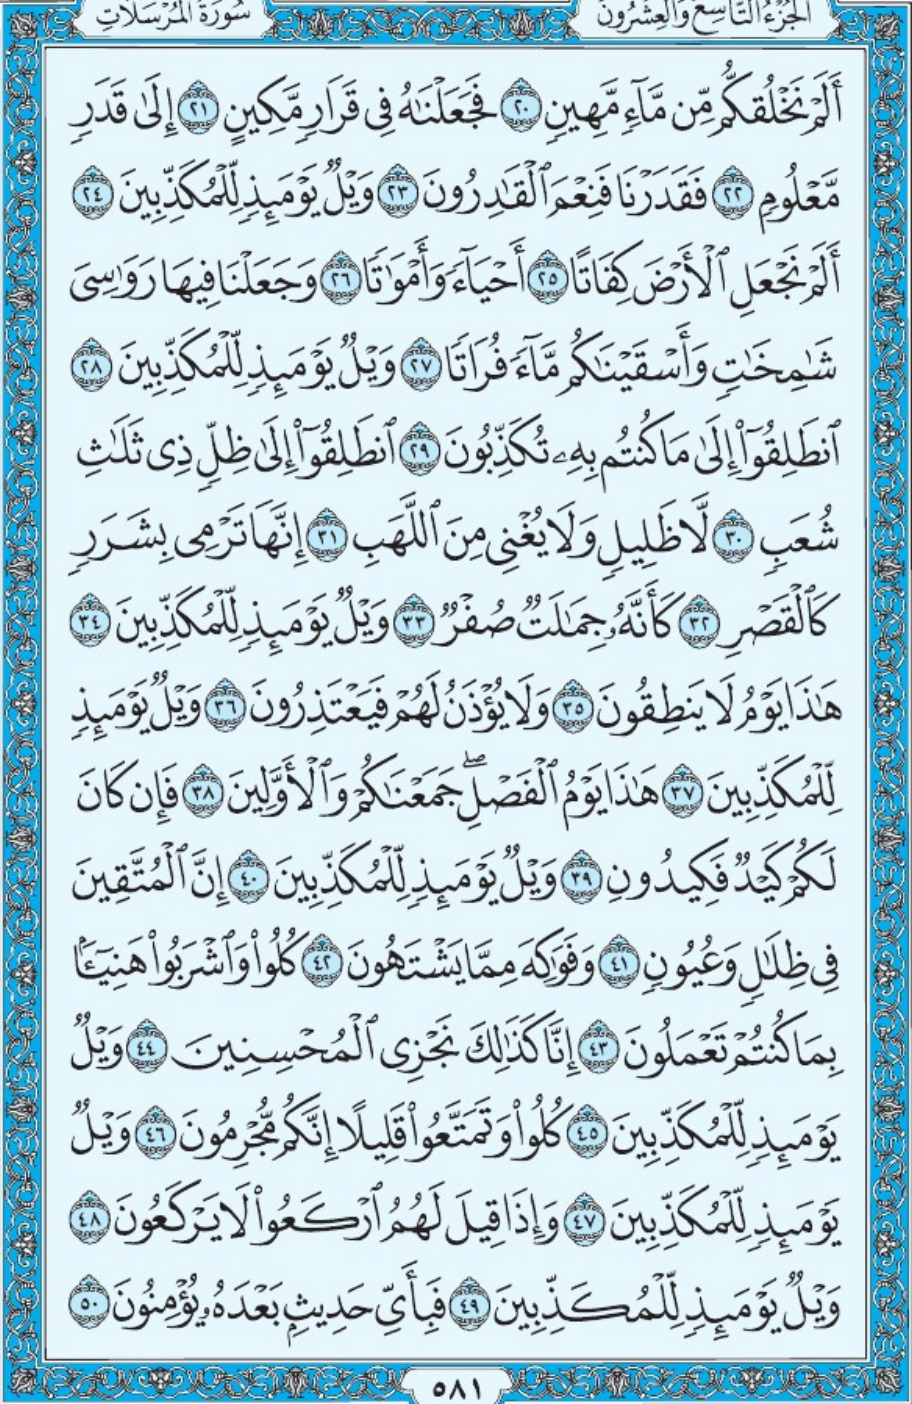 الجُزْءُ التَّاسِعُ وَالعِشْرُونَ
سُورَةُ المُرْسَلَاتِ
أَلَمْ نَخْلُقكُّم مِّن مَّآءٍ مَّهِينٍ ٢٠ فَجَعَلْنَٰهُ فِى قَرَارٍ مَّكِينٍ ٢١ إِلَىٰ قَدَرٍ
مَّعْلُومٍ ٢٢ فَقَدَرْنَا فَنِعْمَ ٱلْقَٰدِرُونَ ٢٣ وَيْلٌ يَوْمَئِذٍ لِّلْمُكَذِّبِينَ ٢٤
أَلَمْ نَجْعَلِ ٱلْأَرْضَ كِفَاتًا ٢٥ أَحْيَآءً وَأَمْوَٰتًا ٢٦ وَجَعَلْنَا فِيهَا رَوَٰسِىَ
شَٰمِخَٰتٍ وَأَسْقَيْنَٰكُم مَّآءً فُرَاتًا ٢٧ وَيْلٌ يَوْمَئِذٍ لِّلْمُكَذِّبِينَ ٢٨
ٱنطَلِقُوٓا۟ إِلَىٰ مَا كُنتُم بِهِۦ تُكَذِّبُونَ ٢٩ ٱنطَلِقُوٓا۟ إِلَىٰ ظِلٍّ ذِى ثَلَٰثِ
شُعَبٍ ٣٠ لَّا ظَلِيلٍ وَلَا يُغْنِى مِنَ ٱللَّهَبِ ٣١ إِنَّهَا تَرْمِى بِشَرَرٍ
كَٱلْقَصْرِ ٣٢ كَأَنَّهُۥ جِمَٰلَتٌ صُفْرٌ ٣٣ وَيْلٌ يَوْمَئِذٍ لِّلْمُكَذِّبِينَ ٣٤
هَٰذَا يَوْمُ لَا يَنطِقُونَ ٣٥ وَلَا يُؤْذَنُ لَهُمْ فَيَعْتَذِرُونَ ٣٦ وَيْلٌ يَوْمَئِذٍ
لِّلْمُكَذِّبِينَ ٣٧ هَٰذَا يَوْمُ ٱلْفَصْلِ ۖ جَمَعْنَٰكُمْ وَٱلْأَوَّلِينَ ٣٨ فَإِن كَانَ
لَكُمْ كَيْدٌ فَكِيدُونِ ٣٩ وَيْلٌ يَوْمَئِذٍ لِّلْمُكَذِّبِينَ ٤٠ إِنَّ ٱلْمُتَّقِينَ
فِى ظِلَٰلٍ وَعُيُونٍ ٤١ وَفَوَٰكِهَ مِمَّا يَشْتَهُونَ ٤٢ كُلُوا۟ وَٱشْرَبُوا۟ هَنِيٓـًٔۢا
بِمَا كُنتُمْ تَعْمَلُونَ ٤٣ إِنَّا كَذَٰلِكَ نَجْزِى ٱلْمُحْسِنِينَ ٤٤ وَيْلٌ
يَوْمَئِذٍ لِّلْمُكَذِّبِينَ ٤٥ كُلُوا۟ وَتَمَتَّعُوا۟ قَلِيلًا إِنَّكُم مُّجْرِمُونَ ٤٦ وَيْلٌ
يَوْمَئِذٍ لِّلْمُكَذِّبِينَ ٤٧ وَإِذَا قِيلَ لَهُمُ ٱرْكَعُوا۟ لَا يَرْكَعُونَ ٤٨
وَيْلٌ يَوْمَئِذٍ لِّلْمُكَذِّبِينَ ٤٩ فَبِأَىِّ حَدِيثٍۭ بَعْدَهُۥ يُؤْمِنُونَ ٥٠
٥٨١